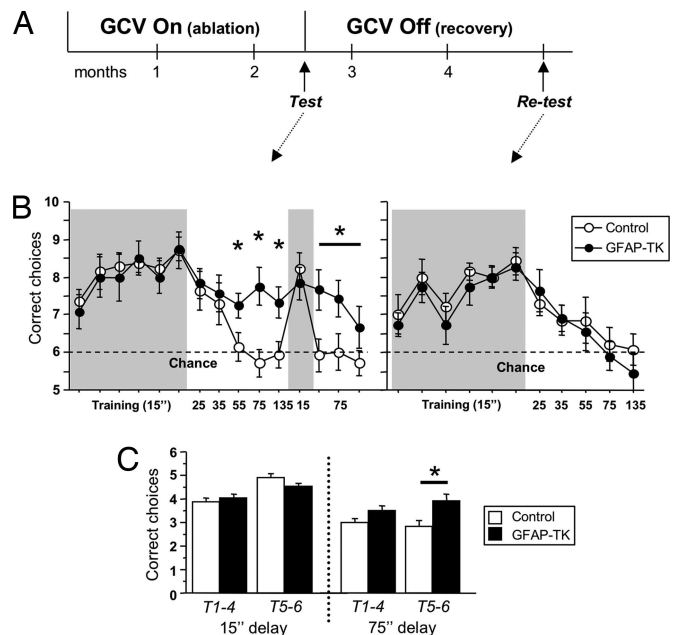 A
GCV On (ablation) GCV Off (recovery)
months 1 2 3 4
Test Re-test
B
Correct choices
10
9
8
7
6
5
* * * *
Chance Chance
Control
GFAP-TK
Training (15") 25 35 55 75 135 15 75 Training (15") 25 35 55 75 135
C
Correct choices
6
5
4
3
2
1
0
*
Control
GFAP-TK
T1-4 T5-6 T1-4 T5-6
15" delay 75" delay